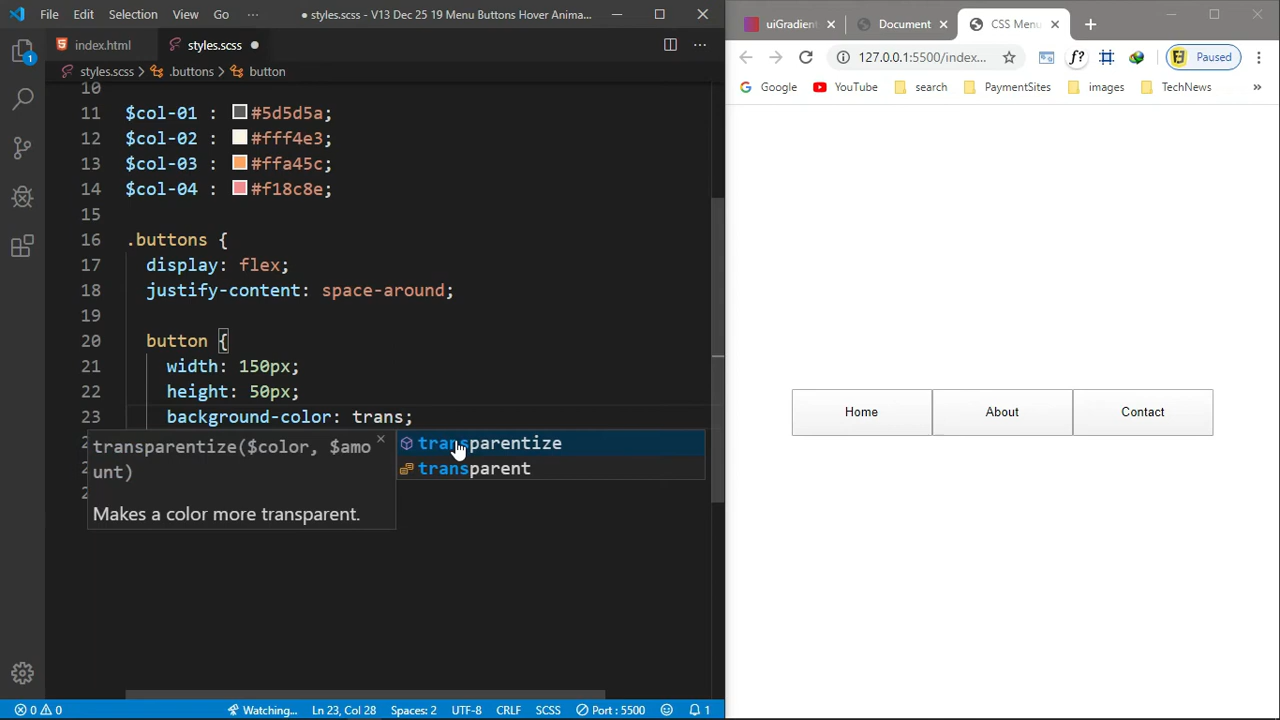 File Edit Selection View Go ··· ● styles.scss - V13 Dec 25 19 Menu Buttons Hover Anima...
index.html styles.scss ●
styles.scss > .buttons > button
10
11 $col-01 : #5d5d5a;
12 $col-02 : #fff4e3;
13 $col-03 : #ffa45c;
14 $col-04 : #f18c8e;
15
16 .buttons {
17 display: flex;
18 justify-content: space-around;
19
20 button {
21 width: 150px;
22 height: 50px;
23 background-color: trans;
transparentize($color, $amo
unt)
Makes a color more transparent.
transparentize
transparent
0 0 Watching... Ln 23, Col 28 Spaces: 2 UTF-8 CRLF SCSS Port : 5500 1
1
uiGradient Document CSS Menu
127.0.0.1:5500/index... f? Paused
Google YouTube search PaymentSites images TechNews »
Home About Contact